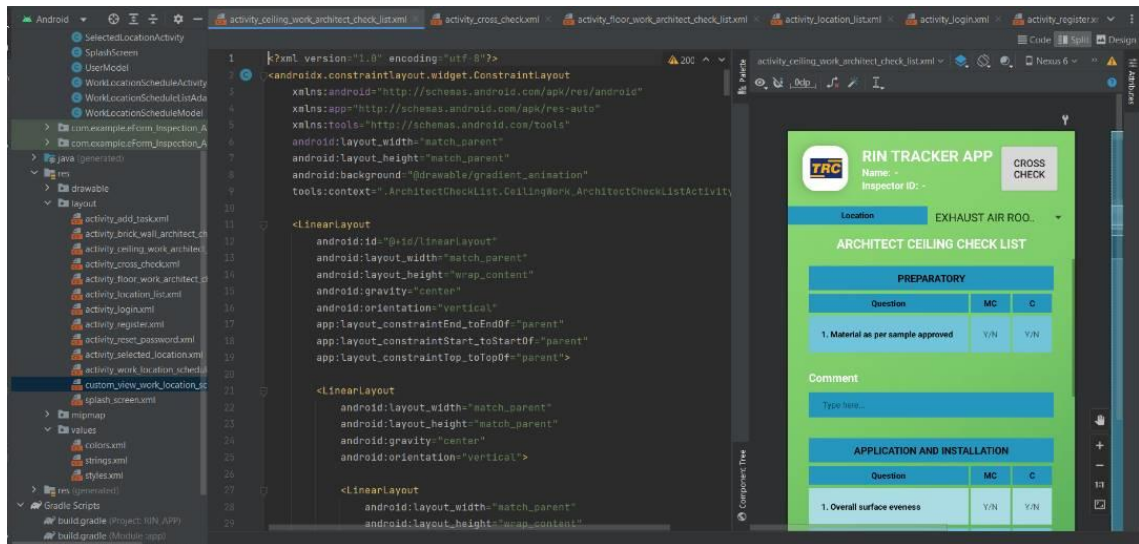 Android
activity_ceiling_work_architect_check_list.xml
activity_cross_check.xml
activity_floor_work_architect_check_list.xml
activity_location_list.xml
activity_login.xml
activity_register.xr
Code
Split
Design
SelectedLocationActivity
SplashScreen
UserModel
WorkLocationScheduleActivity
WorkLocationScheduleListAda
WorkLocationScheduleModel
com.example.eForm_Inspection_A
com.example.eForm_Inspection_A
java (generated)
res
drawable
layout
activity_add_task.xml
activity_brick_wall_architect_ch
activity_ceiling_work_architect_
activity_cross_check.xml
activity_floor_work_architect_cl
activity_location_list.xml
activity_login.xml
activity_register.xml
activity_reset_password.xml
activity_selected_location.xml
activity_work_location_schedul
custom_view_work_location_sc
splash_screen.xml
mipmap
values
colors.xml
strings.xml
styles.xml
res (generated)
Gradle Scripts
build.gradle (Project: RIN_APP)
build.gradle (Module: app)
1 <?xml version="1.0" encoding="utf-8"?>
2 <androidx.constraintlayout.widget.ConstraintLayout
3 xmlns:android="http://schemas.android.com/apk/res/android"
4 xmlns:app="http://schemas.android.com/apk/res-auto"
5 xmlns:tools="http://schemas.android.com/tools"
6 android:layout_width="match_parent"
7 android:layout_height="match_parent"
8 android:background="@drawable/gradient_animation"
9 tools:context=".ArchitectCheckList.CeilingWork_ArchitectCheckListActivity
10
11 <LinearLayout
12 android:id="@+id/linearLayout"
13 android:layout_width="match_parent"
14 android:layout_height="wrap_content"
15 android:gravity="center"
16 android:orientation="vertical"
17 app:layout_constraintEnd_toEndOf="parent"
18 app:layout_constraintStart_toStartOf="parent"
19 app:layout_constraintTop_toTopOf="parent">
20
21 <LinearLayout
22 android:layout_width="match_parent"
23 android:layout_height="match_parent"
24 android:gravity="center"
25 android:orientation="vertical">
26
27 <LinearLayout
28 android:layout_width="match_parent"
29 android:layout_height="wrap_content"
Palette
Component Tree
activity_ceiling_work_architect_check_list.xml
Nexus 6
0dp
Attributes
TRC
RIN TRACKER APP
Name: -
Inspector ID: -
CROSS
CHECK
Location
EXHAUST AIR ROO..
ARCHITECT CEILING CHECK LIST
PREPARATORY
Question MC C
1. Material as per sample approved Y/N Y/N
Comment
Type here...
APPLICATION AND INSTALLATION
Question MC C
1. Overall surface eveness Y/N Y/N
1:1